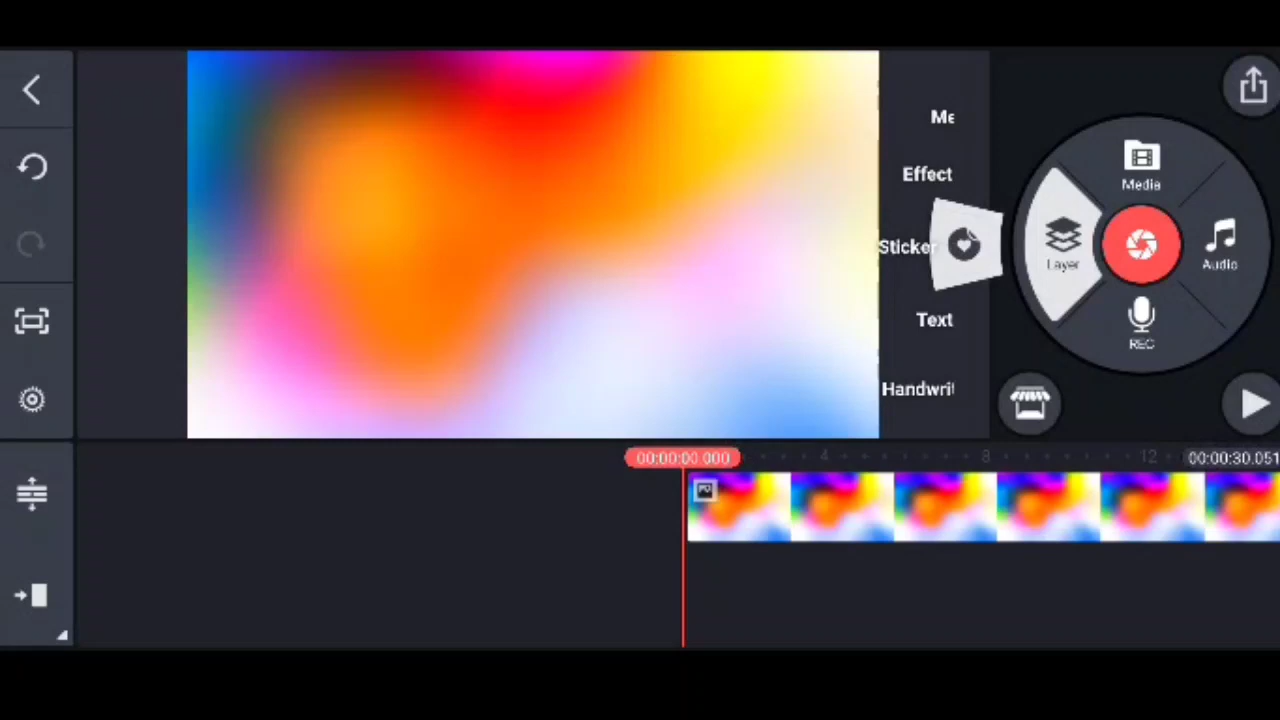 Me
Effect
Sticker
Text
Handwri
Media
Layer
Audio
REC
00:00:00.000
4
8
12
00:00:30.051